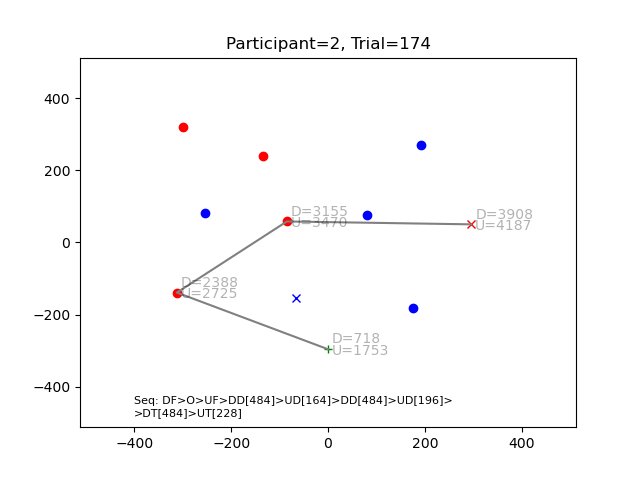 Participant=2, Trial=174
400
200
0
−200
−400
D=3155
U=3470
D=3908
U=4187
D=2388
U=2725
D=718
U=1753
Seq: DF>O>UF>DD[484]>UD[164]>DD[484]>UD[196]>
>DT[484]>UT[228]
−400
−200
0
200
400